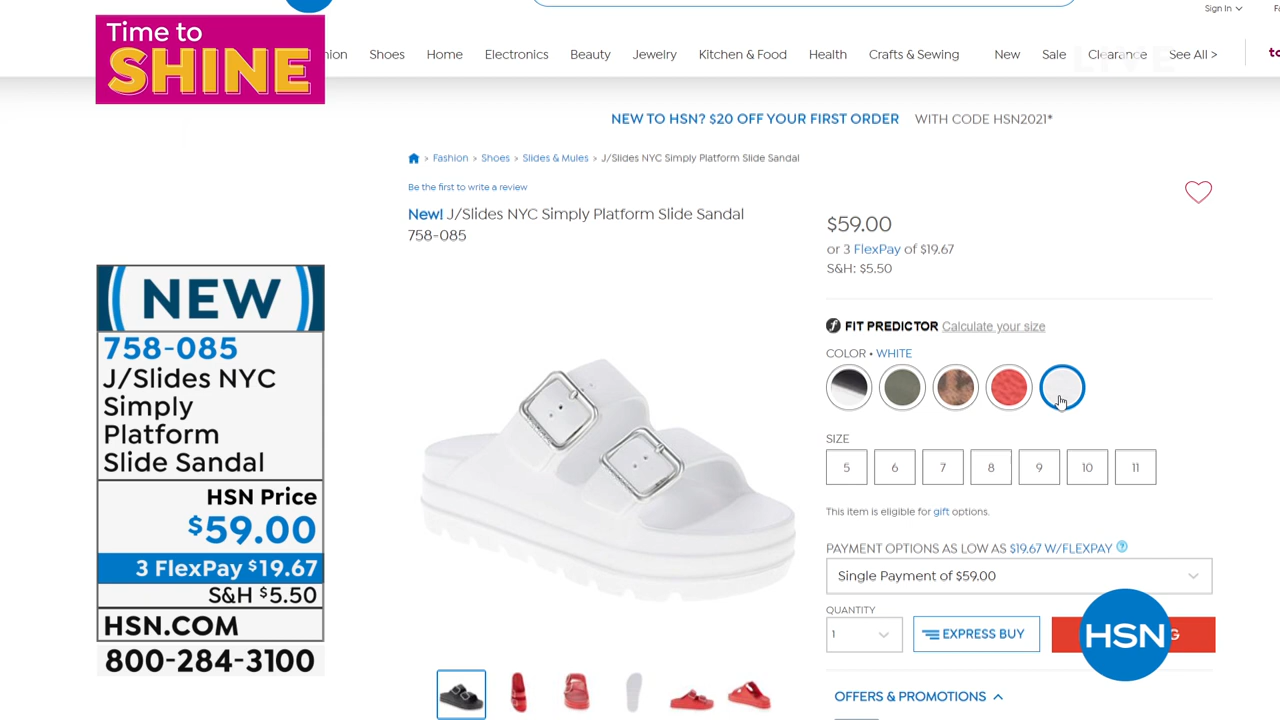 Time to
SHINE
Sign In
hion
Shoes
Home
Electronics
Beauty
Jewelry
Kitchen & Food
Health
Crafts & Sewing
New
Sale
Clearance
See All >
LIVE
NEW TO HSN? $20 OFF YOUR FIRST ORDER WITH CODE HSN2021*
> Fashion > Shoes > Slides & Mules > J/Slides NYC Simply Platform Slide Sandal
Be the first to write a review
New! J/Slides NYC Simply Platform Slide Sandal
758-085
$59.00
or 3 FlexPay of $19.67
S&H: $5.50
FIT PREDICTOR Calculate your size
COLOR • WHITE
SIZE
5 6 7 8 9 10 11
This item is eligible for gift options.
PAYMENT OPTIONS AS LOW AS $19.67 W/FLEXPAY ?
Single Payment of $59.00
QUANTITY
1
EXPRESS BUY
HSN
G
OFFERS & PROMOTIONS
NEW
758-085
J/Slides NYC
Simply
Platform
Slide Sandal
HSN Price
$59.00
3 FlexPay $19.67
S&H $5.50
HSN.COM
800-284-3100